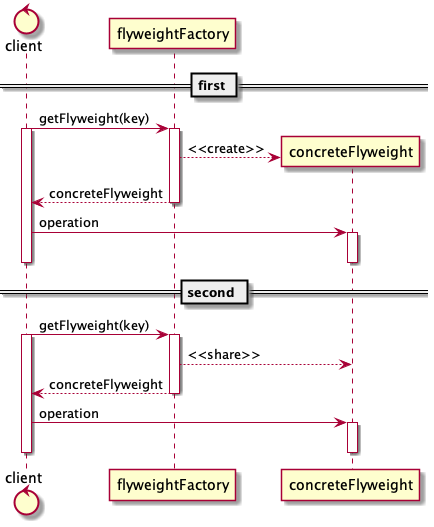 client
flyweightFactory
first
getFlyweight(key)
<<create>>
concreteFlyweight
concreteFlyweight
operation
second
getFlyweight(key)
<<share>>
concreteFlyweight
operation
client
flyweightFactory
concreteFlyweight